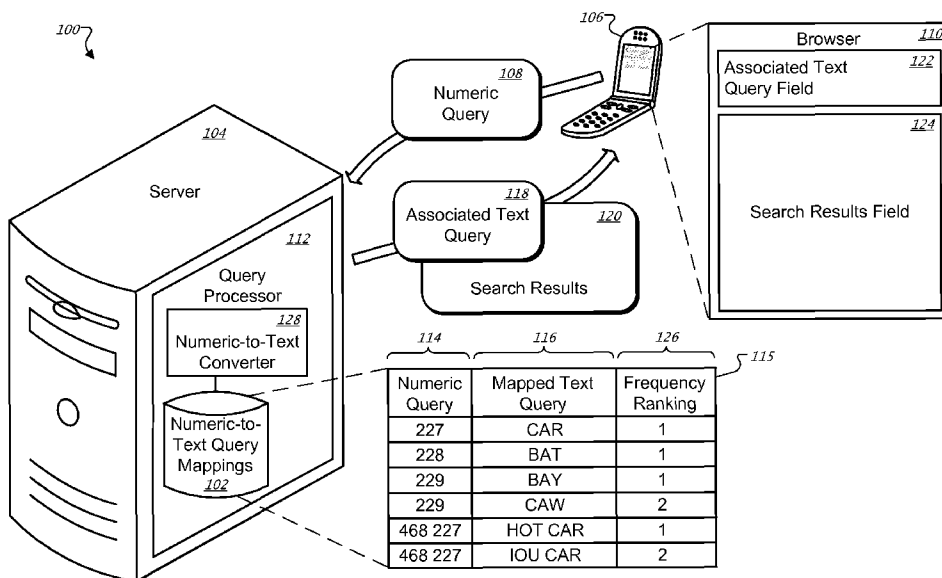 100
106
110
Browser
122
Associated Text
Query Field
124
Search Results Field
108
Numeric
Query
104
Server
118
Associated Text
Query
120
Search Results
112
Query
Processor
128
Numeric-to-Text
Converter
Numeric-to-
Text Query
Mappings
102
114 116 126
115
Numeric Query Mapped Text Query Frequency Ranking
227 CAR 1
228 BAT 1
229 BAY 1
229 CAW 2
468 227 HOT CAR 1
468 227 IOU CAR 2